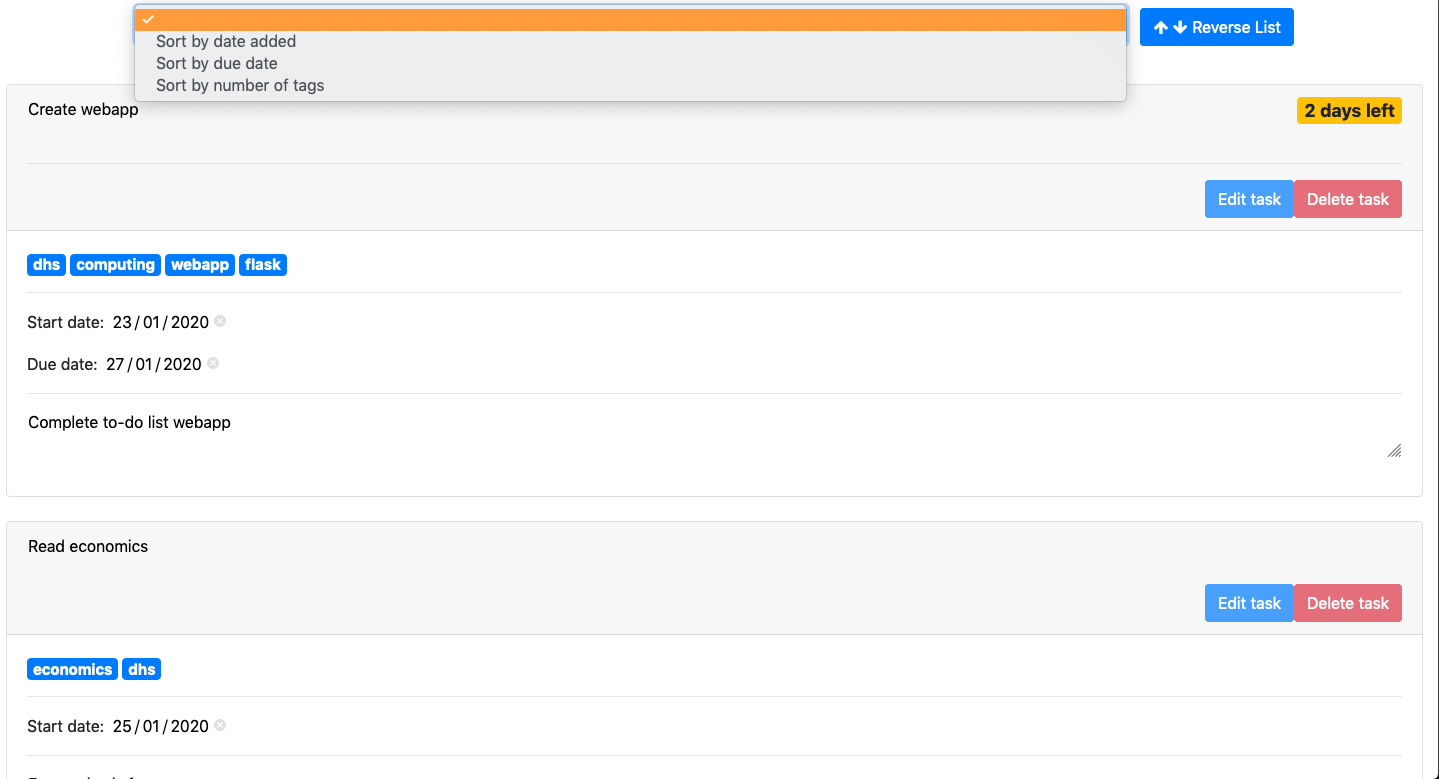 Sort by date added
Sort by due date
Sort by number of tags
Reverse List
Create webapp
2 days left
Edit task Delete task
dhs computing webapp flask
Start date: 23/01/2020
Due date: 27/01/2020
Complete to-do list webapp
Read economics
Edit task Delete task
economics dhs
Start date: 25/01/2020